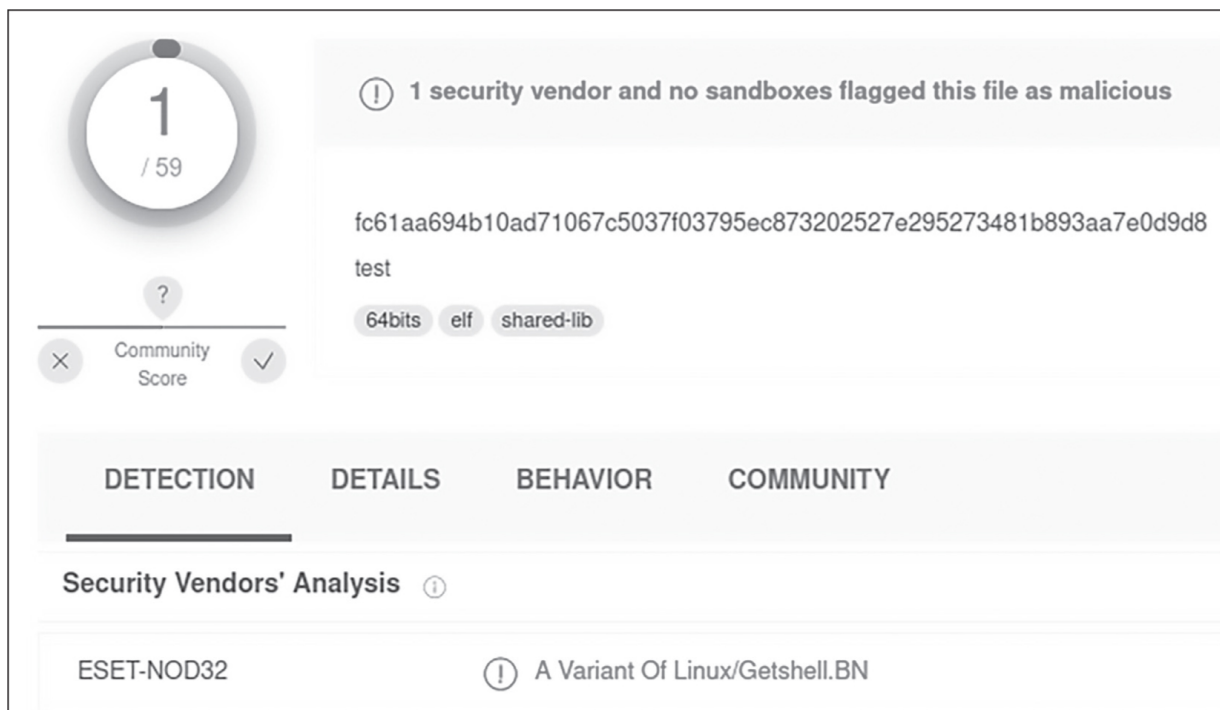 1
/ 59
1 security vendor and no sandboxes flagged this file as malicious
fc61aa694b10ad71067c5037f03795ec873202527e295273481b893aa7e0d9d8
test
64bits elf shared-lib
?
Community
Score
DETECTION DETAILS BEHAVIOR COMMUNITY
Security Vendors' Analysis
ESET-NOD32 A Variant Of Linux/Getshell.BN